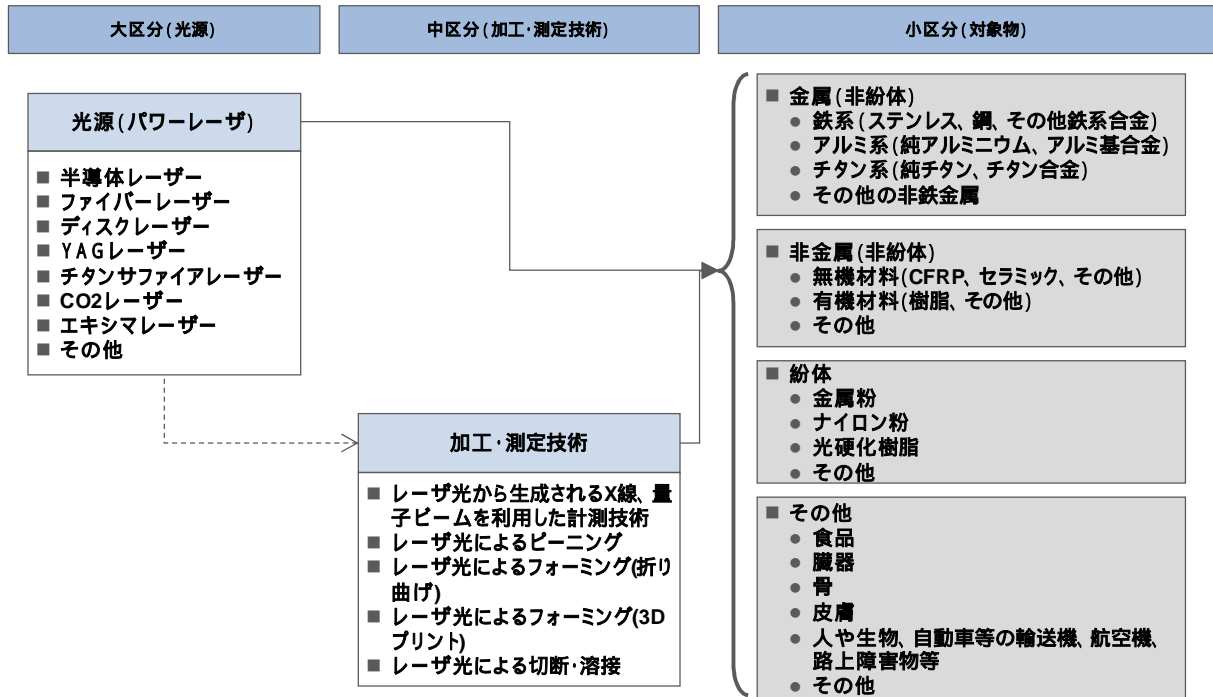 大区分(光源)
中区分(加工･測定技術)
小区分(対象物)
光源(パワーレーザ)
■ 半導体レーザー
■ ファイバーレーザー
■ ディスクレーザー
■ YAGレーザー
■ チタンサファイアレーザー
■ CO2レーザー
■ エキシマレーザー
■ その他
加工･測定技術
■ レーザ光から生成されるX線、量
子ビームを利用した計測技術
■ レーザ光によるピーニング
■ レーザ光によるフォーミング(折り
曲げ)
■ レーザ光によるフォーミング(3D
プリント)
■ レーザ光による切断･溶接
■ 金属(非紛体)
● 鉄系(ステンレス、鋼、その他鉄系合金)
● アルミ系(純アルミニウム、アルミ基合金)
● チタン系(純チタン、チタン合金)
● その他の非鉄金属
■ 非金属(非紛体)
● 無機材料(CFRP、セラミック、その他)
● 有機材料(樹脂、その他)
● その他
■ 紛体
● 金属粉
● ナイロン粉
● 光硬化樹脂
● その他
■ その他
● 食品
● 臓器
● 骨
● 皮膚
● 人や生物、自動車等の輸送機、航空機、
路上障害物等
● その他